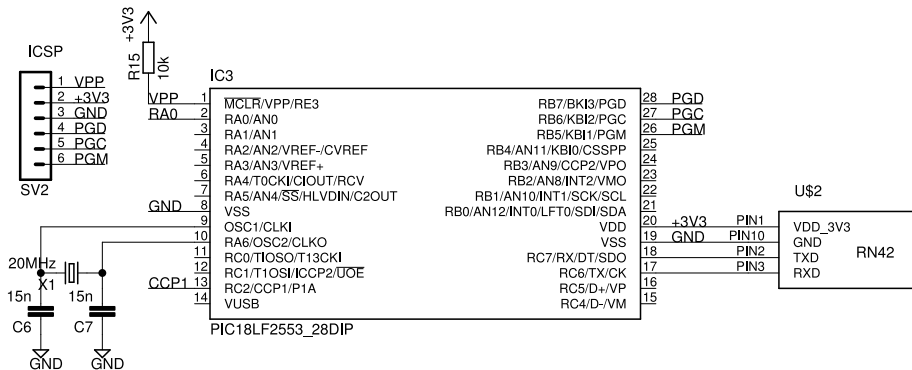 +3V3
ICSP
R15
10k
IC3
1 VPP
2 +3V3
3 GND
4 PGD
5 PGC
6 PGM
SV2
VPP 1 MCLR/VPP/RE3
RA0 2 RA0/AN0
3 RA1/AN1
4 RA2/AN2/VREF-/CVREF
5 RA3/AN3/VREF+
6 RA4/T0CKI/CIOUT/RCV
7 RA5/AN4/SS/HLVDIN/C2OUT
GND 8 VSS
9 OSC1/CLKI
10 RA6/OSC2/CLKO
11 RC0/TIOSO/T13CKI
12 RC1/T1OSI/ICCP2/UOE
CCP1 13 RC2/CCP1/P1A
14 VUSB
RB7/BKI3/PGD 28 PGD
RB6/KBI2/PGC 27 PGC
RB5/KBI1/PGM 26 PGM
RB4/AN11/KBI0/CSSPP 25
RB3/AN9/CCP2/VPO 24
RB2/AN8/INT2/VMO 23
RB1/AN10/INT1/SCK/SCL 22
RB0/AN12/INT0/LFT0/SDI/SDA 21
VDD 20 +3V3 PIN1
VSS 19 GND PIN10
RC7/RX/DT/SDO 18 PIN2
RC6/TX/CK 17 PIN3
RC5/D+/VP 16
RC4/D-/VM 15
PIC18LF2553_28DIP
U$2
VDD_3V3
GND
TXD
RXD
RN42
20MHz
X1
15n
15n
C6
C7
GND
GND